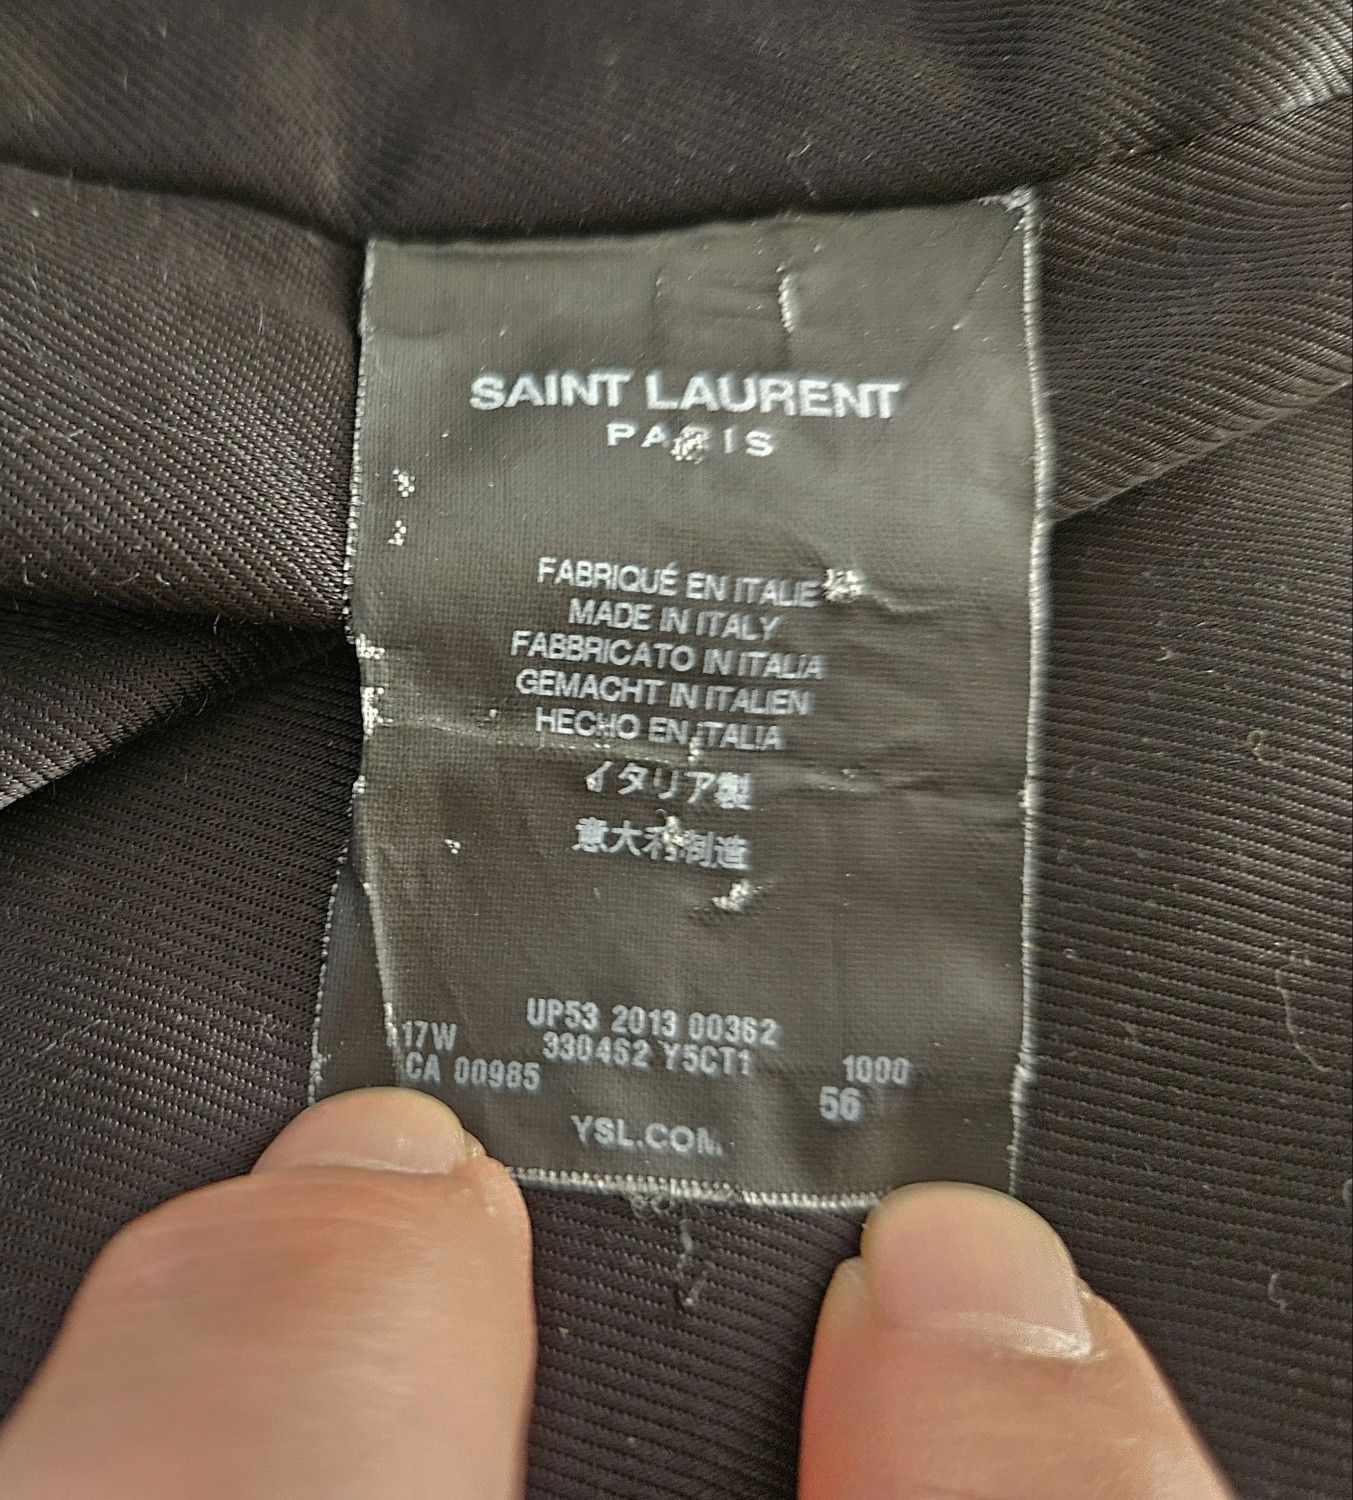 SAINT LAURENT
PARIS
FABRIQUÉ EN ITALIE
MADE IN ITALY
FABBRICATO IN ITALIA
GEMACHT IN ITALIEN
HECHO EN ITALIA
イタリア製
意大利制造
UP53 2013 00362
17W 330462 Y5CT1 1000
CA 00985 56
YSL.COM